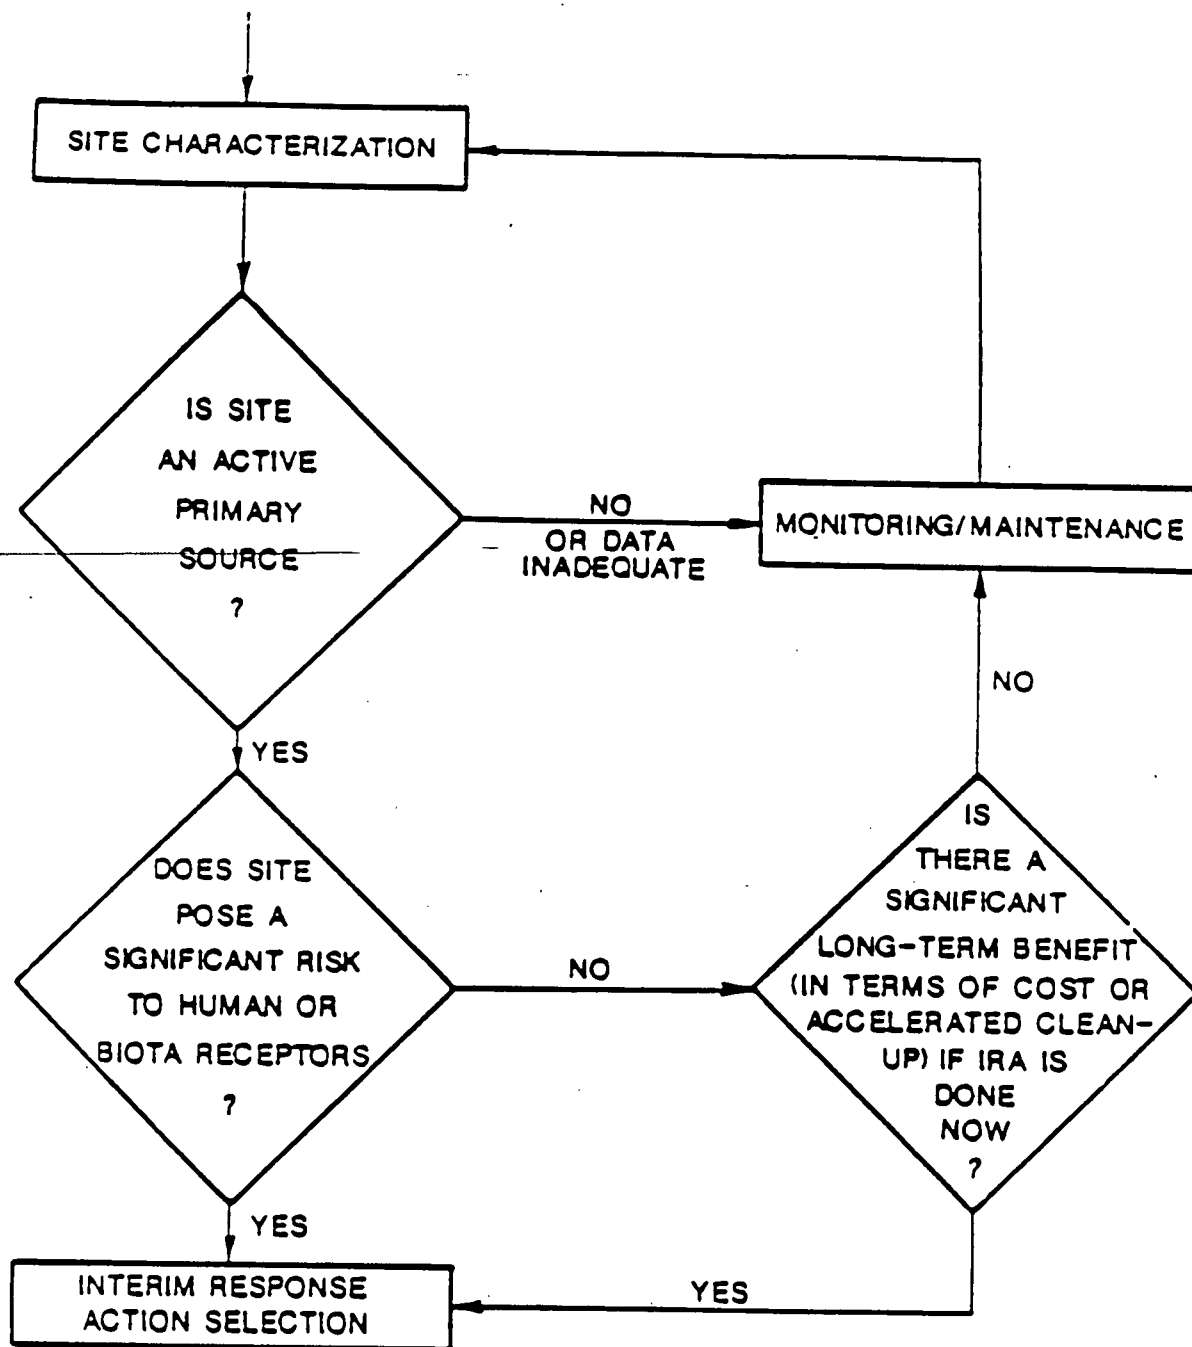 SITE CHARACTERIZATION
IS SITE
AN ACTIVE
PRIMARY
SOURCE
?
NO
OR DATA
INADEQUATE
MONITORING/MAINTENANCE
NO
YES
DOES SITE
POSE A
SIGNIFICANT RISK
TO HUMAN OR
BIOTA RECEPTORS
?
NO
IS
THERE A
SIGNIFICANT
LONG-TERM BENEFIT
(IN TERMS OF COST OR
ACCELERATED CLEAN-
UP) IF IRA IS
DONE
NOW
?
YES
YES
INTERIM RESPONSE
ACTION SELECTION